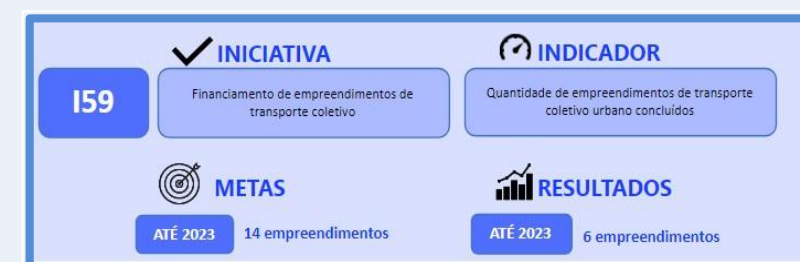 INICIATIVA
INDICADOR
I59
Financiamento de empreendimentos de
transporte coletivo
Quantidade de empreendimentos de transporte
coletivo urbano concluídos
METAS
RESULTADOS
ATÉ 2023
14 empreendimentos
ATÉ 2023
6 empreendimentos